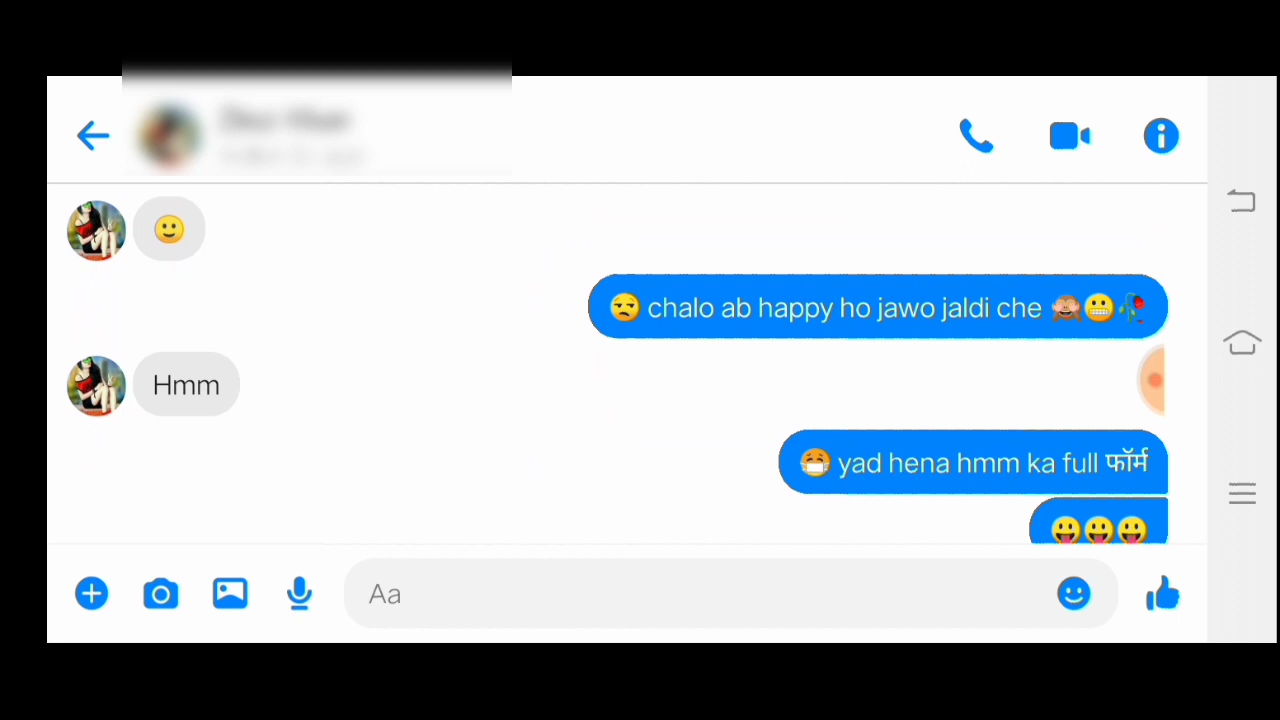 🙂
😒 chalo ab happy ho jawo jaldi che 🙈😬🥀
Hmm
😷 yad hena hmm ka full फॉर्म
😛😛😛
Aa